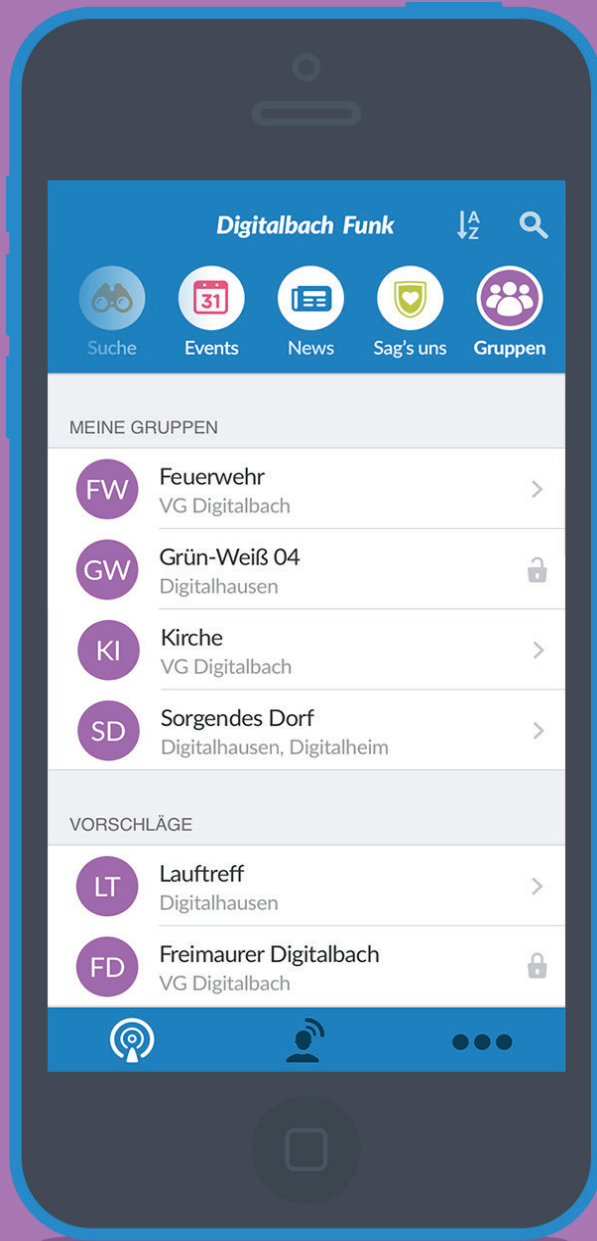 Digitalbach Funk
A
Z
31
Suche
Events
News
Sag's uns
Gruppen
MEINE GRUPPEN
FW
Feuerwehr
VG Digitalbach
GW
Grün-Weiß 04
Digitalhausen
KI
Kirche
VG Digitalbach
SD
Sorgendes Dorf
Digitalhausen, Digitalheim
VORSCHLÄGE
LT
Lauftreff
Digitalhausen
FD
Freimaurer Digitalbach
VG Digitalbach